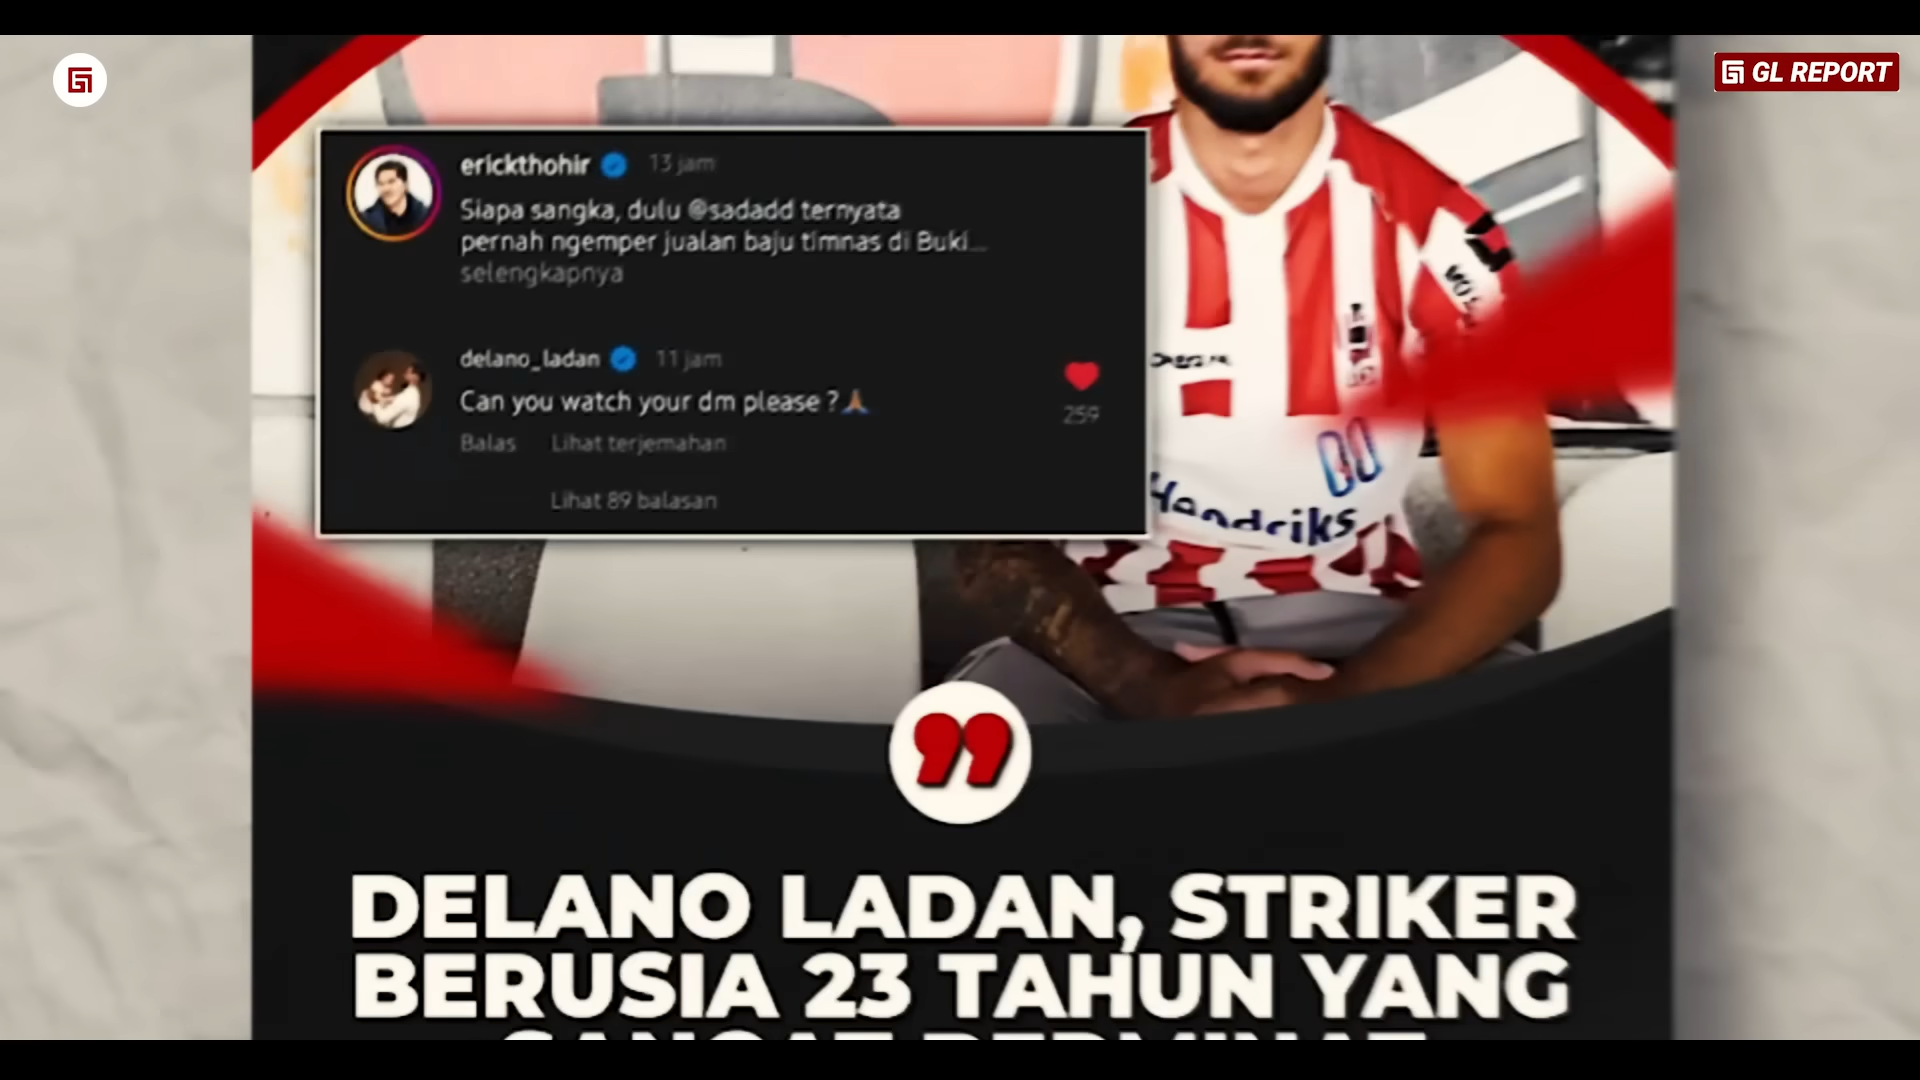 GL REPORT
erickthohir 13 jam
Siapa sangka, dulu @sadadd ternyata
pernah ngemper jualan baju timnas di Buki...
selengkapnya
delano_ladan 11 jam
Can you watch your dm please ?🙏🏾
259
Balas Lihat terjemahan
Lihat 89 balasan
Hendriks
DELANO LADAN, STRIKER
BERUSIA 23 TAHUN YANG